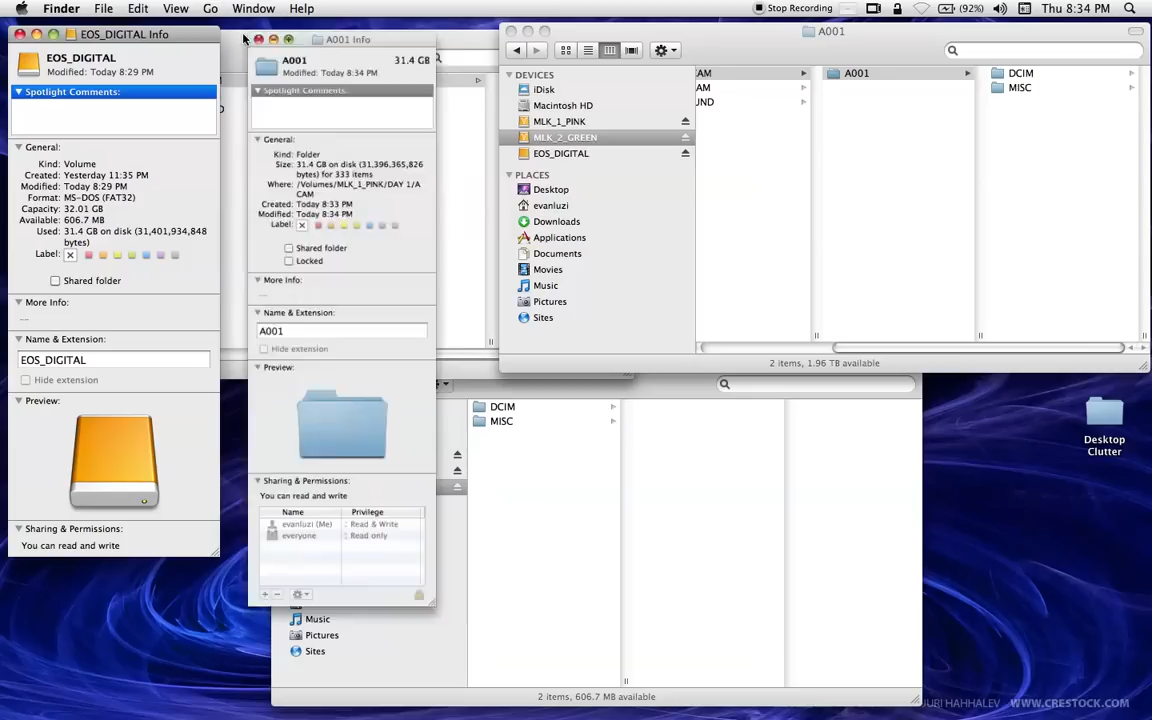 Finder File Edit View Go Window Help
Stop Recording (92%) Thu 8:34 PM
EOS_DIGITAL Info
EOS_DIGITAL
Modified: Today 8:29 PM
Spotlight Comments:
General:
Kind: Volume
Created: Yesterday 11:35 PM
Modified: Today 8:29 PM
Format: MS-DOS (FAT32)
Capacity: 32.01 GB
Available: 606.7 MB
Used: 31.4 GB on disk (31,401,934,848
bytes)
Label:
Shared folder
More Info:
--
Name & Extension:
EOS_DIGITAL
Hide extension
Preview:
Sharing & Permissions:
You can read and write
A001 Info
A001 31.4 GB
Modified: Today 8:34 PM
Spotlight Comments:
General:
Kind: Folder
Size: 31.4 GB on disk (31,396,365,826
bytes) for 333 items
Where: /Volumes/MLK_1_PINK/DAY 1/A
CAM
Created: Today 8:33 PM
Modified: Today 8:34 PM
Label:
Shared folder
Locked
More Info:
--
Name & Extension:
A001
Hide extension
Preview:
Sharing & Permissions:
You can read and write
Name Privilege
evanluzi (Me) Read & Write
everyone Read only
A001
DEVICES
iDisk
Macintosh HD
MLK_1_PINK
MLK_2_GREEN
EOS_DIGITAL
PLACES
Desktop
evanluzi
Downloads
Applications
Documents
Movies
Music
Pictures
Sites
AM
AM
UND
A001
DCIM
MISC
2 items, 1.96 TB available
DCIM
MISC
Music
Pictures
Sites
2 items, 606.7 MB available
Desktop
Clutter
JURI HAHHALEV WWW.CRESTOCK.COM